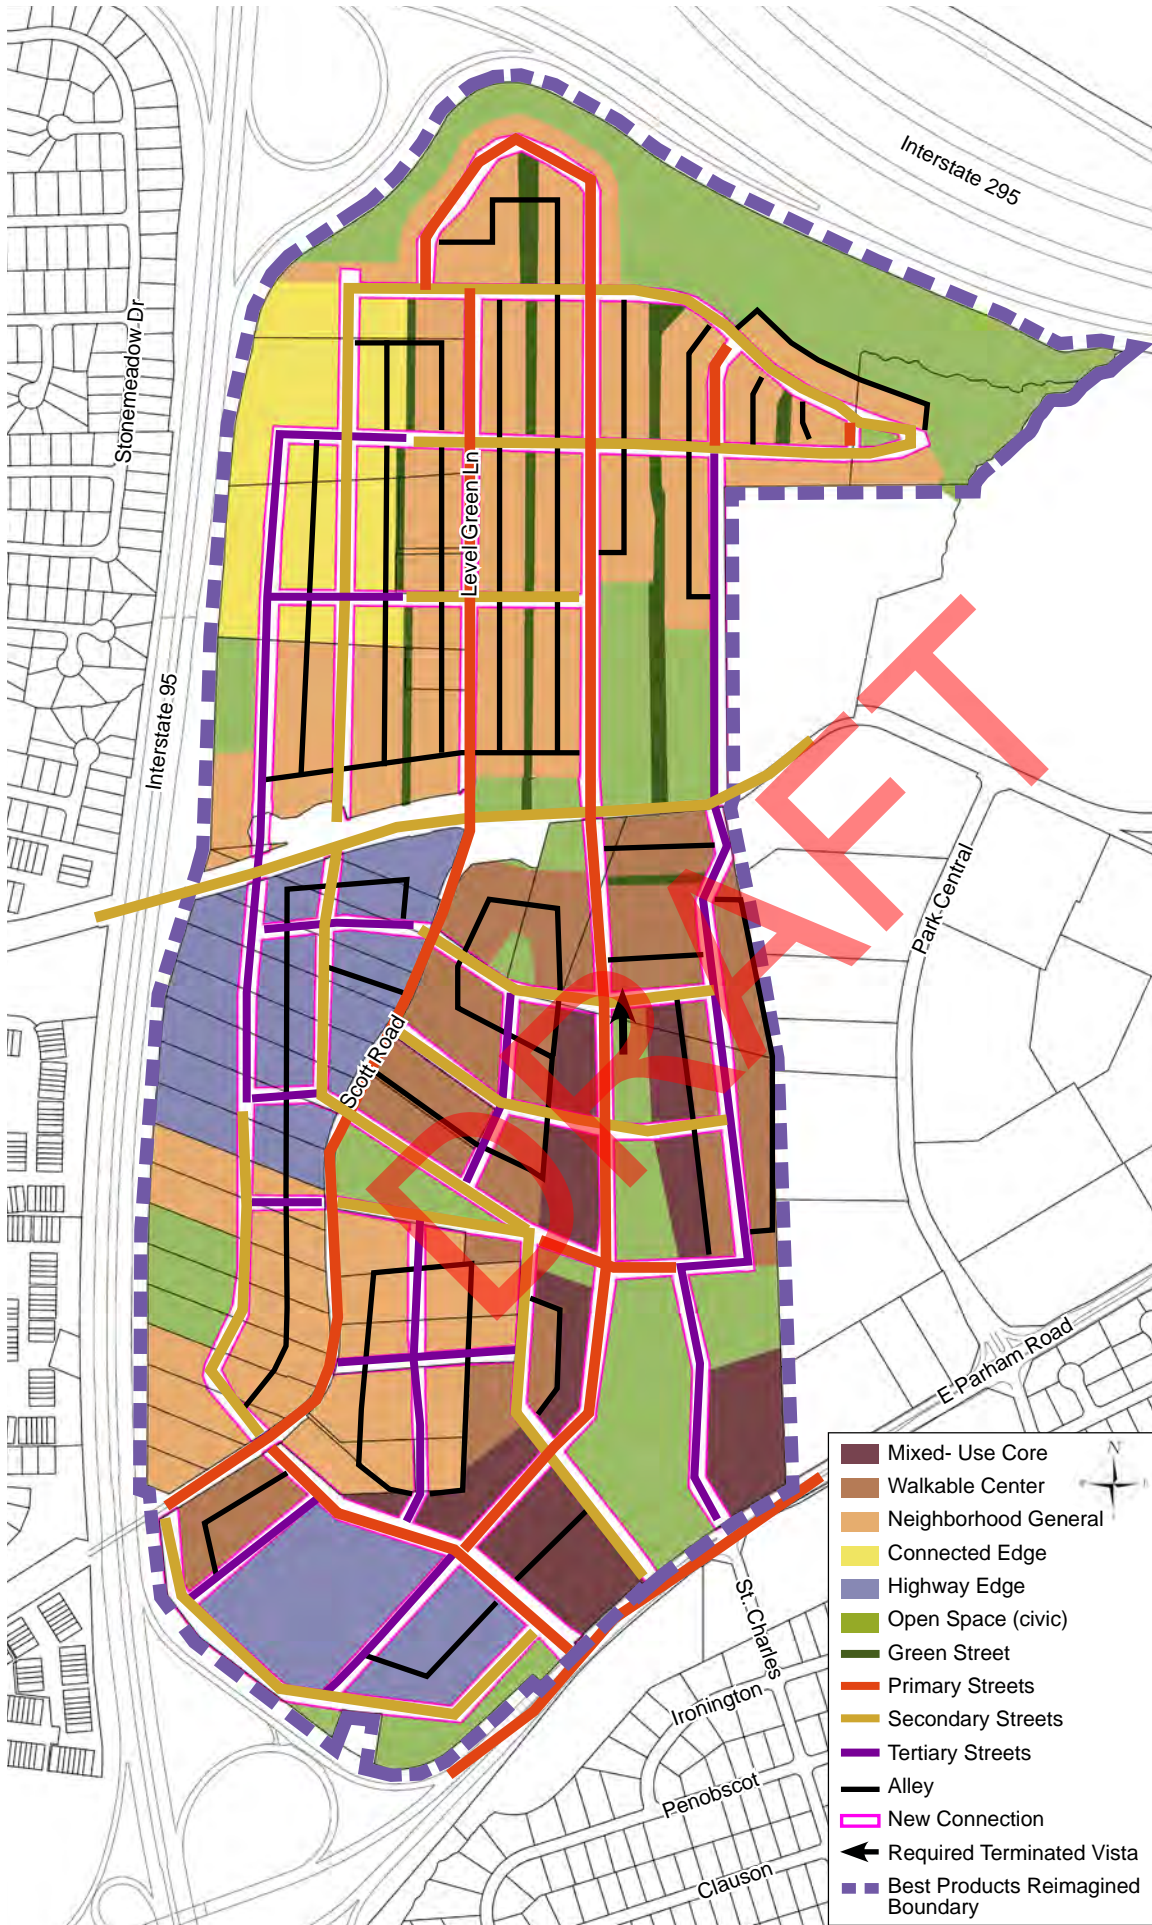 Interstate 295
Stonemeadow Dr
Level Green Ln
Interstate 95
DRAFT
Park Central
Scott Road
E Parham Road
St. Charles
Ironington
Penobscot
Clauson
N
Mixed- Use Core
Walkable Center
Neighborhood General
Connected Edge
Highway Edge
Open Space (civic)
Green Street
Primary Streets
Secondary Streets
Tertiary Streets
Alley
New Connection
Required Terminated Vista
Best Products Reimagined
Boundary